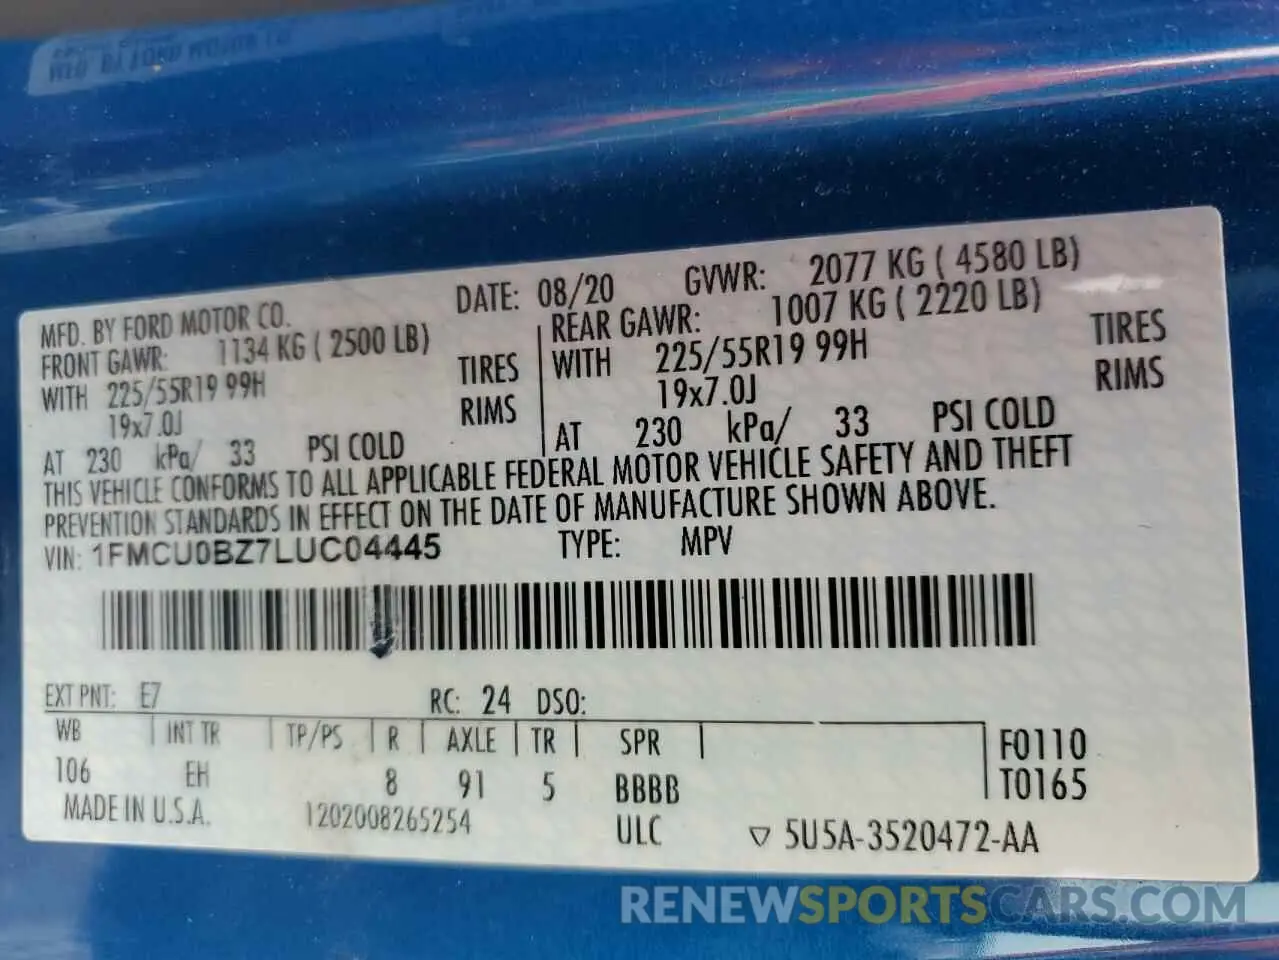 MFD. BY FORD MOTOR CO. DATE: 08/20 GVWR: 2077 KG ( 4580 LB)
FRONT GAWR: 1134 KG ( 2500 LB) REAR GAWR: 1007 KG ( 2220 LB)
WITH 225/55R19 99H TIRES WITH 225/55R19 99H TIRES
19x7.0J RIMS 19x7.0J RIMS
AT 230 kPa/ 33 PSI COLD AT 230 kPa/ 33 PSI COLD
THIS VEHICLE CONFORMS TO ALL APPLICABLE FEDERAL MOTOR VEHICLE SAFETY AND THEFT
PREVENTION STANDARDS IN EFFECT ON THE DATE OF MANUFACTURE SHOWN ABOVE.
VIN: 1FMCU0BZ7LUC04445 TYPE: MPV
EXT PNT: E7 RC: 24 DSO:
WB INT TR TP/PS R AXLE TR SPR F0110
106 EH 8 91 5 BBBB T0165
MADE IN U.S.A. 1202008265254 ULC ▽ 5U5A-3520472-AA
RENEWSPORTSCARS.COM